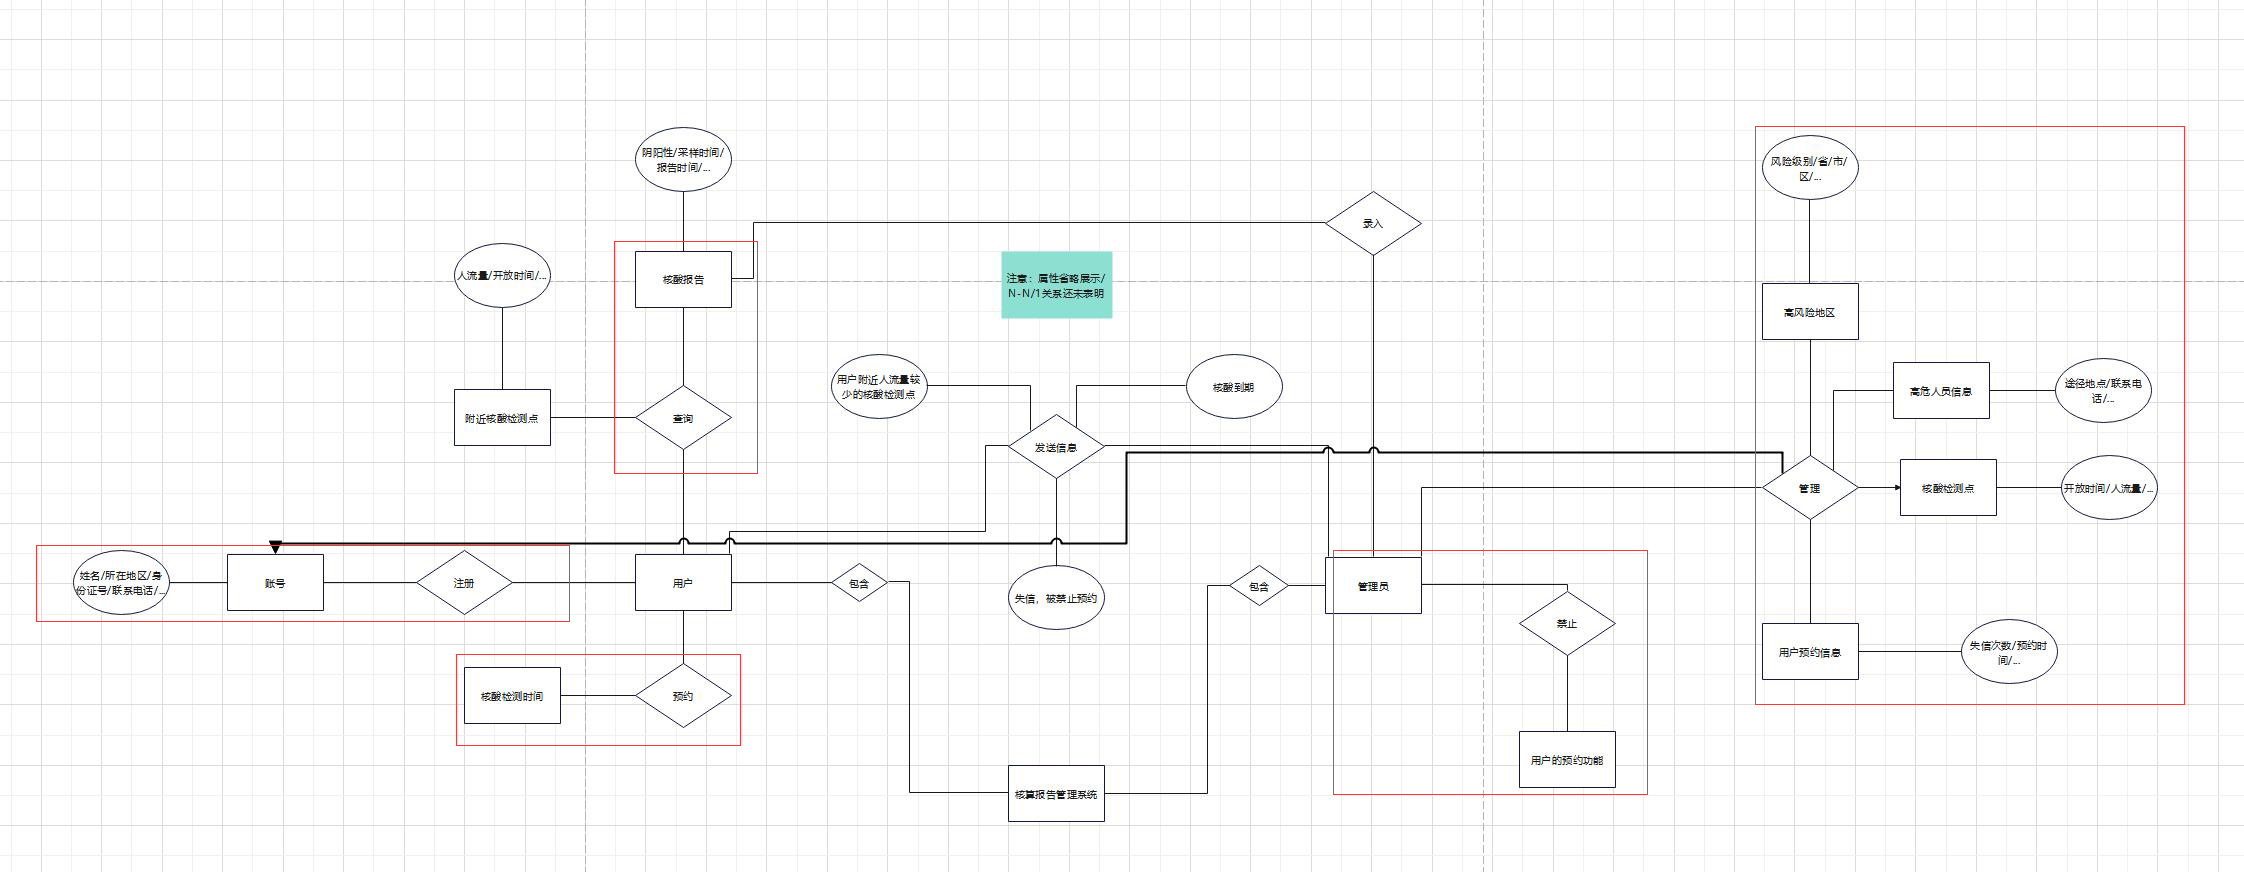 阴阳性/采样时间/
报告时间/...
风险级别/省/市/
区/...
录入
人流量/开放时间/...
核酸报告
注意：属性省略展示/
N-N/1关系还未表明
高风险地区
用户附近人流量较
少的核酸检测点
核酸到期
高危人员信息
途径地点/联系电
话/...
附近核酸检测点
查询
发送信息
管理
核酸检测点
开放时间/人流量/...
姓名/所在地区/身
份证号/联系电话/...
账号
注册
用户
包含
失信，被禁止预约
包含
管理员
禁止
用户预约信息
失信次数/预约时
间/...
核酸检测时间
预约
用户的预约功能
核算报告管理系统